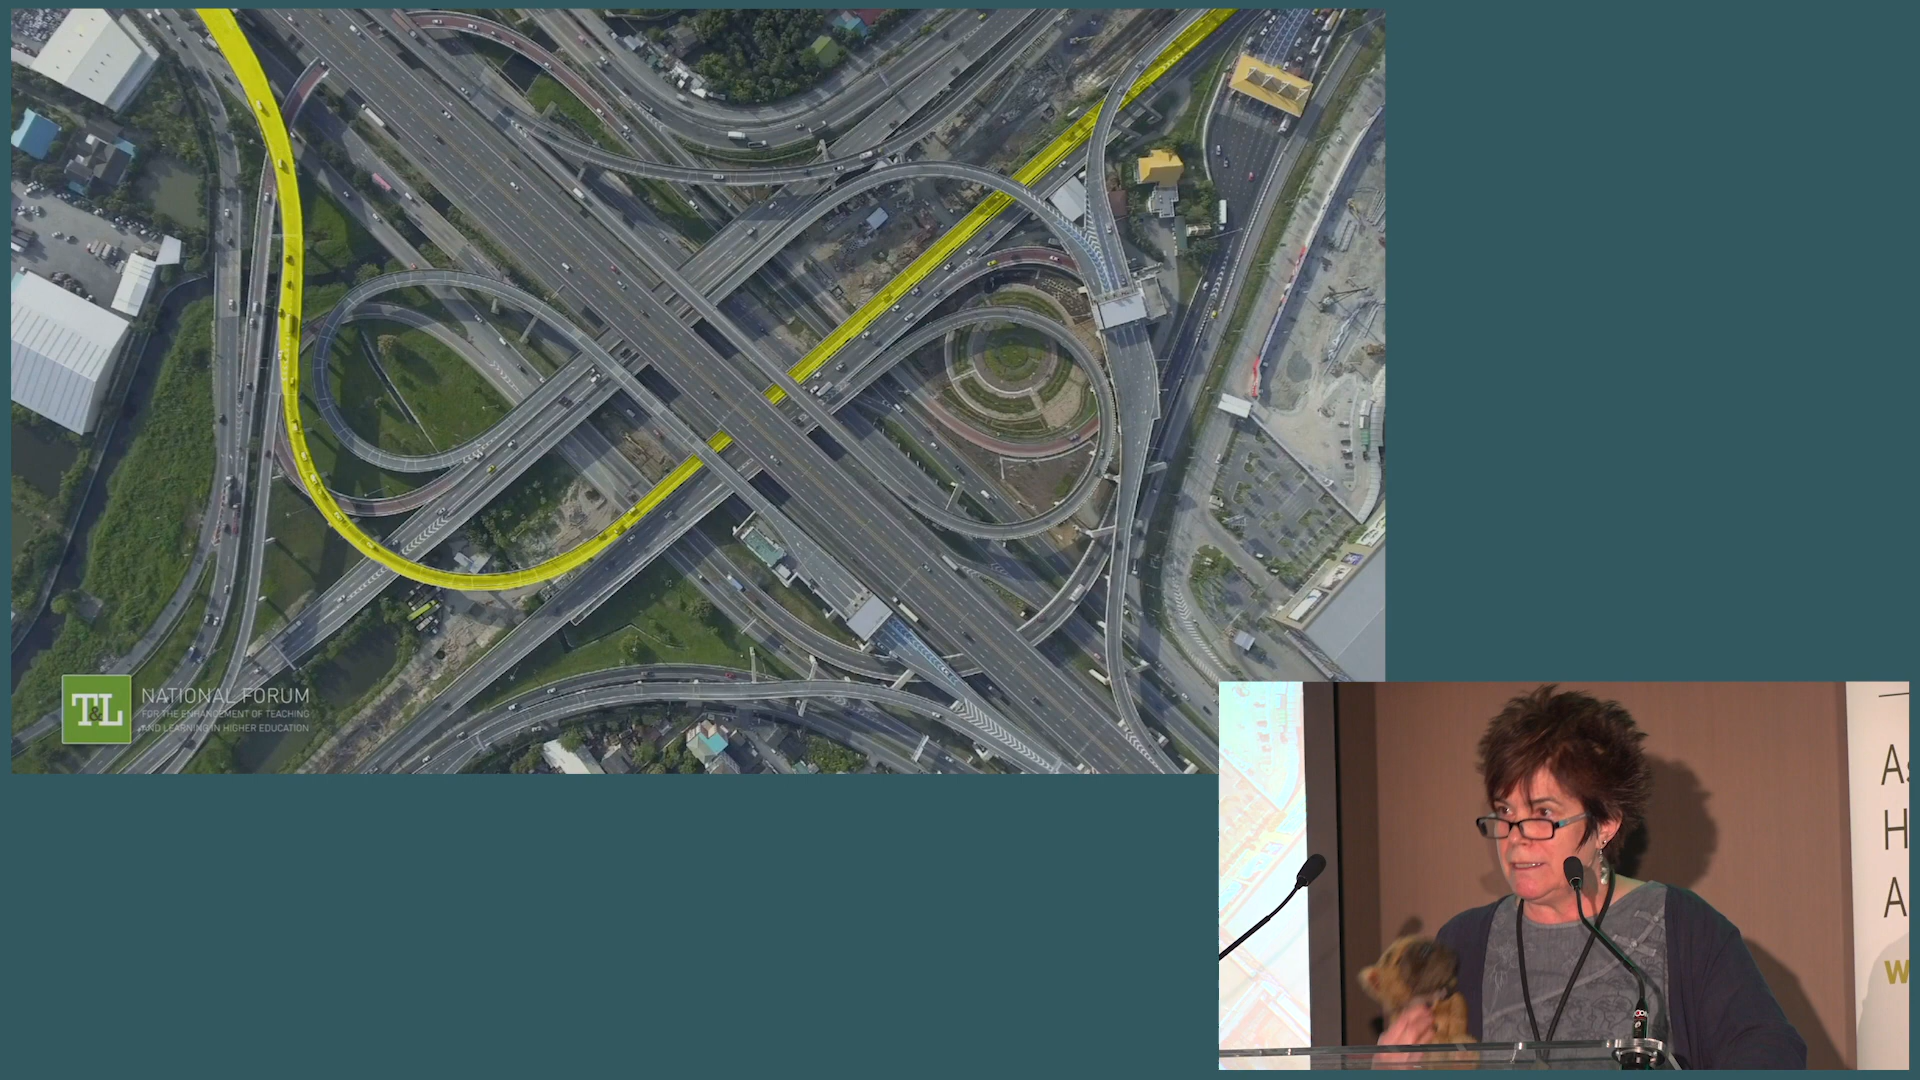 T&L
NATIONAL FORUM
FOR THE ENHANCEMENT OF TEACHING
AND LEARNING IN HIGHER EDUCATION
A
H
A
w